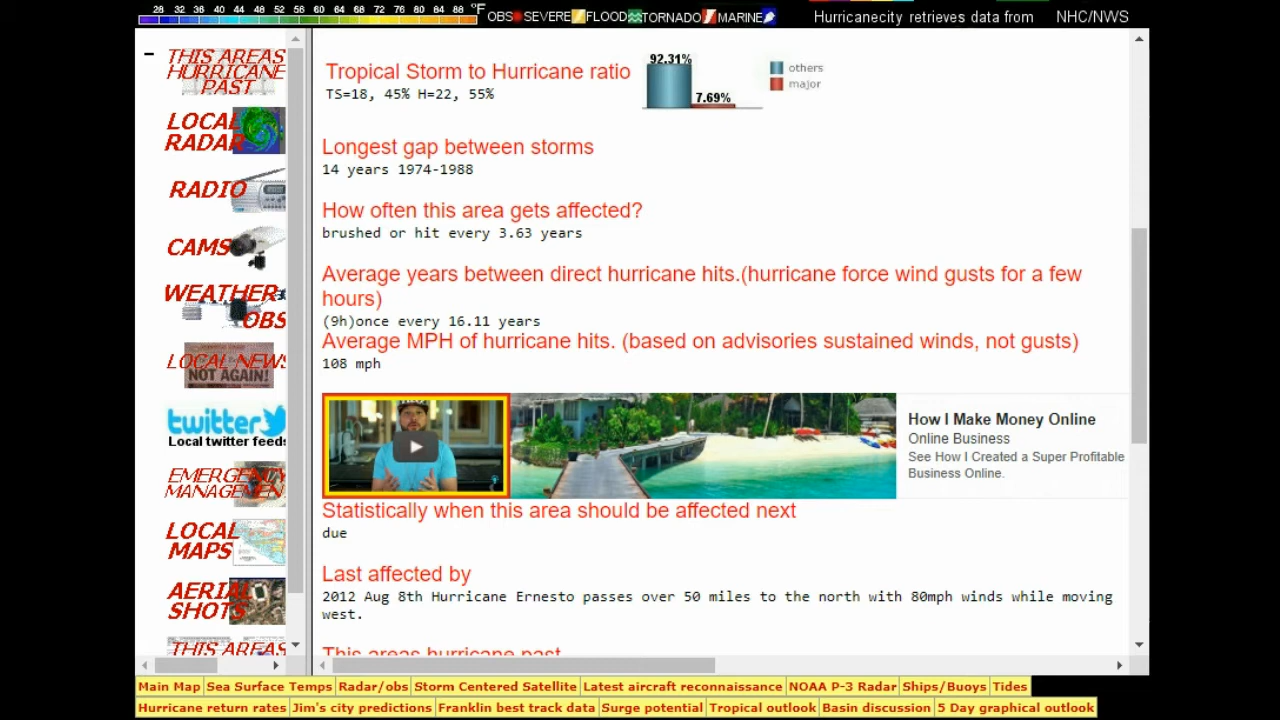 28 32 36 40 44 48 52 56 60 64 68 72 76 80 84 88 °F OBS SEVERE FLOOD TORNADO MARINE Hurricanecity retrieves data from NHC/NWS
THIS AREAS
HURRICANE
PAST
LOCAL
RADAR
RADIO
CAMS
WEATHER
OBS
LOCAL NEWS
NOT AGAIN!
twitter
Local twitter feeds
EMERGENCY
MANAGEMEN
LOCAL
MAPS
AERIAL
SHOTS
THIS AREAS
Tropical Storm to Hurricane ratio
TS=18, 45% H=22, 55%
92.31%
7.69%
others
major
Longest gap between storms
14 years 1974-1988
How often this area gets affected?
brushed or hit every 3.63 years
Average years between direct hurricane hits.(hurricane force wind gusts for a few
hours)
(9h)once every 16.11 years
Average MPH of hurricane hits. (based on advisories sustained winds, not gusts)
108 mph
How I Make Money Online
Online Business
See How I Created a Super Profitable
Business Online.
Statistically when this area should be affected next
due
Last affected by
2012 Aug 8th Hurricane Ernesto passes over 50 miles to the north with 80mph winds while moving
west.
This areas hurricane past
Main Map Sea Surface Temps Radar/obs Storm Centered Satellite Latest aircraft reconnaissance NOAA P-3 Radar Ships/Buoys Tides
Hurricane return rates Jim's city predictions Franklin best track data Surge potential Tropical outlook Basin discussion 5 Day graphical outlook